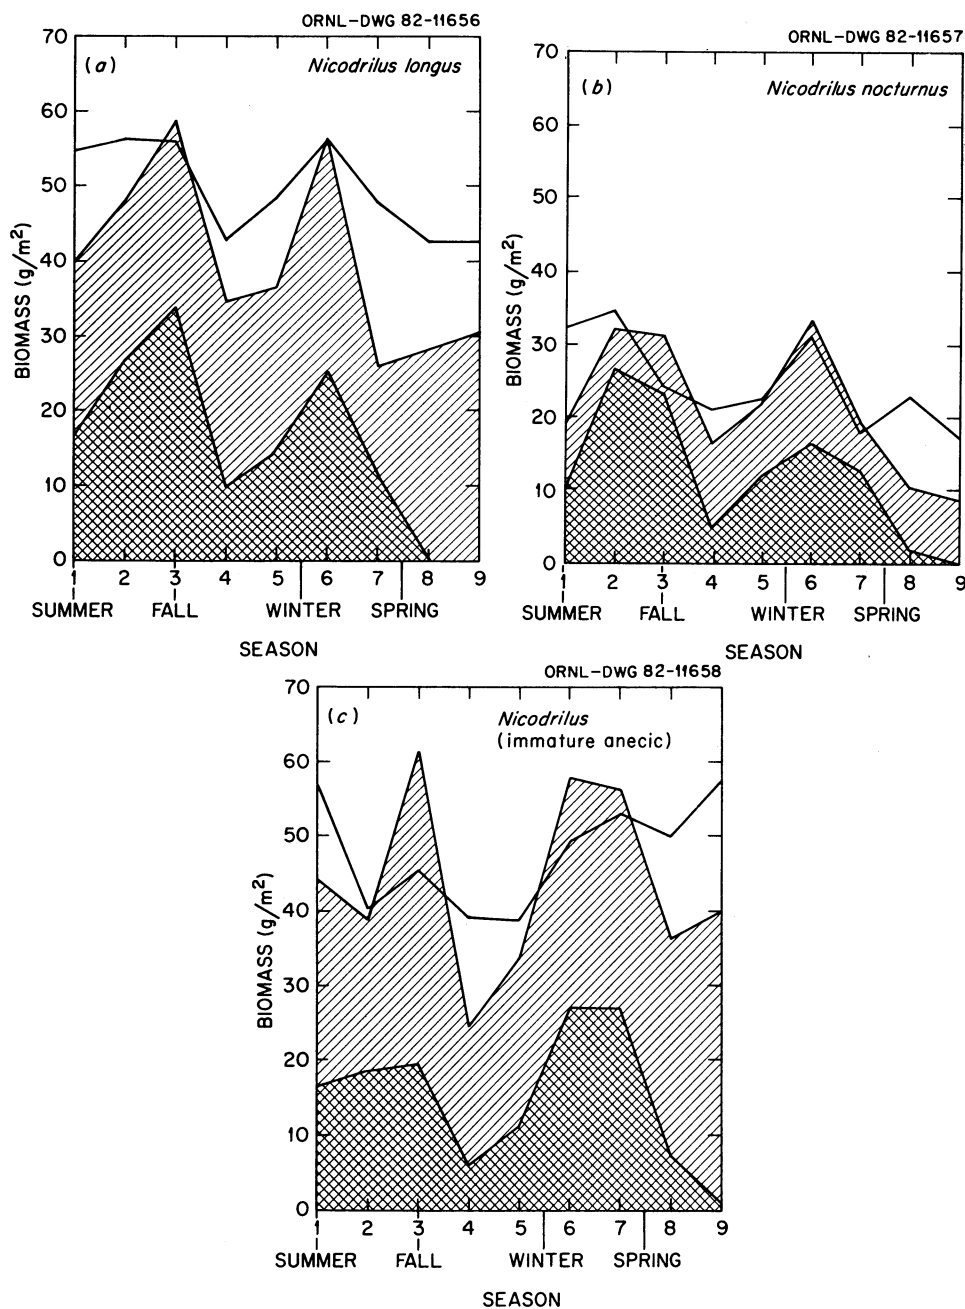 ORNL-DWG 82-11656
(a) Nicodrilus longus
70
60
50
40
30
20
10
0
BIOMASS (g/m²)
1 2 3 4 5 6 7 8 9
SUMMER FALL WINTER SPRING
SEASON
ORNL-DWG 82-11657
(b) Nicodrilus nocturnus
70
60
50
40
30
20
10
0
BIOMASS (g/m²)
1 2 3 4 5 6 7 8 9
SUMMER FALL WINTER SPRING
SEASON
ORNL-DWG 82-11658
(c) Nicodrilus
(immature anecic)
70
60
50
40
30
20
10
0
BIOMASS (g/m²)
1 2 3 4 5 6 7 8 9
SUMMER FALL WINTER SPRING
SEASON